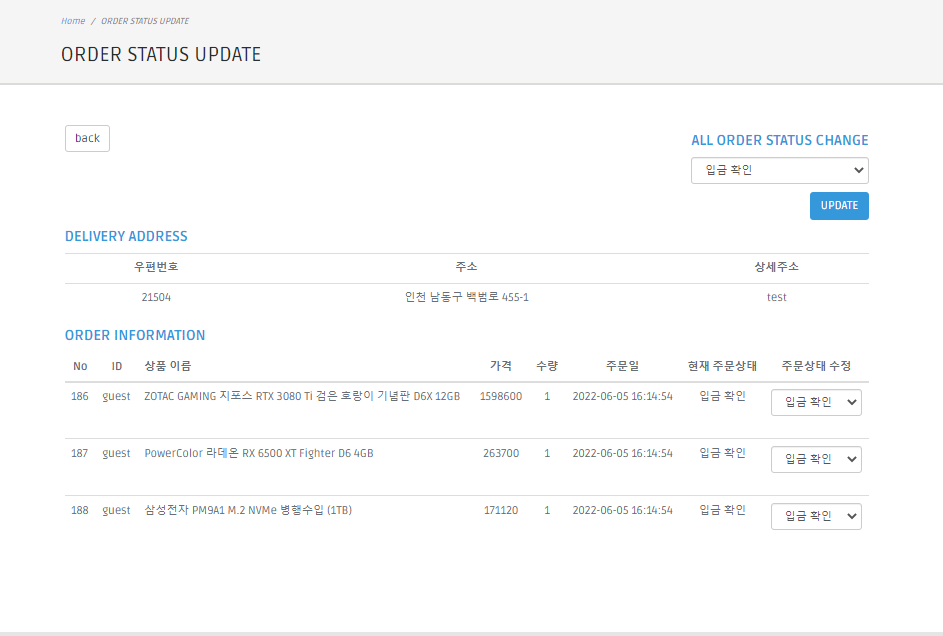 Home / ORDER STATUS UPDATE
ORDER STATUS UPDATE
back
ALL ORDER STATUS CHANGE
입금 확인
UPDATE
DELIVERY ADDRESS
우편번호 주소 상세주소
21504 인천 남동구 백범로 455-1 test
ORDER INFORMATION
No ID 상품 이름 가격 수량 주문일 현재 주문상태 주문상태 수정
186 guest ZOTAC GAMING 지포스 RTX 3080 Ti 검은 호랑이 기념판 D6X 12GB 1598600 1 2022-06-05 16:14:54 입금 확인 입금 확인
187 guest PowerColor 라데온 RX 6500 XT Fighter D6 4GB 263700 1 2022-06-05 16:14:54 입금 확인 입금 확인
188 guest 삼성전자 PM9A1 M.2 NVMe 병행수입 (1TB) 171120 1 2022-06-05 16:14:54 입금 확인 입금 확인